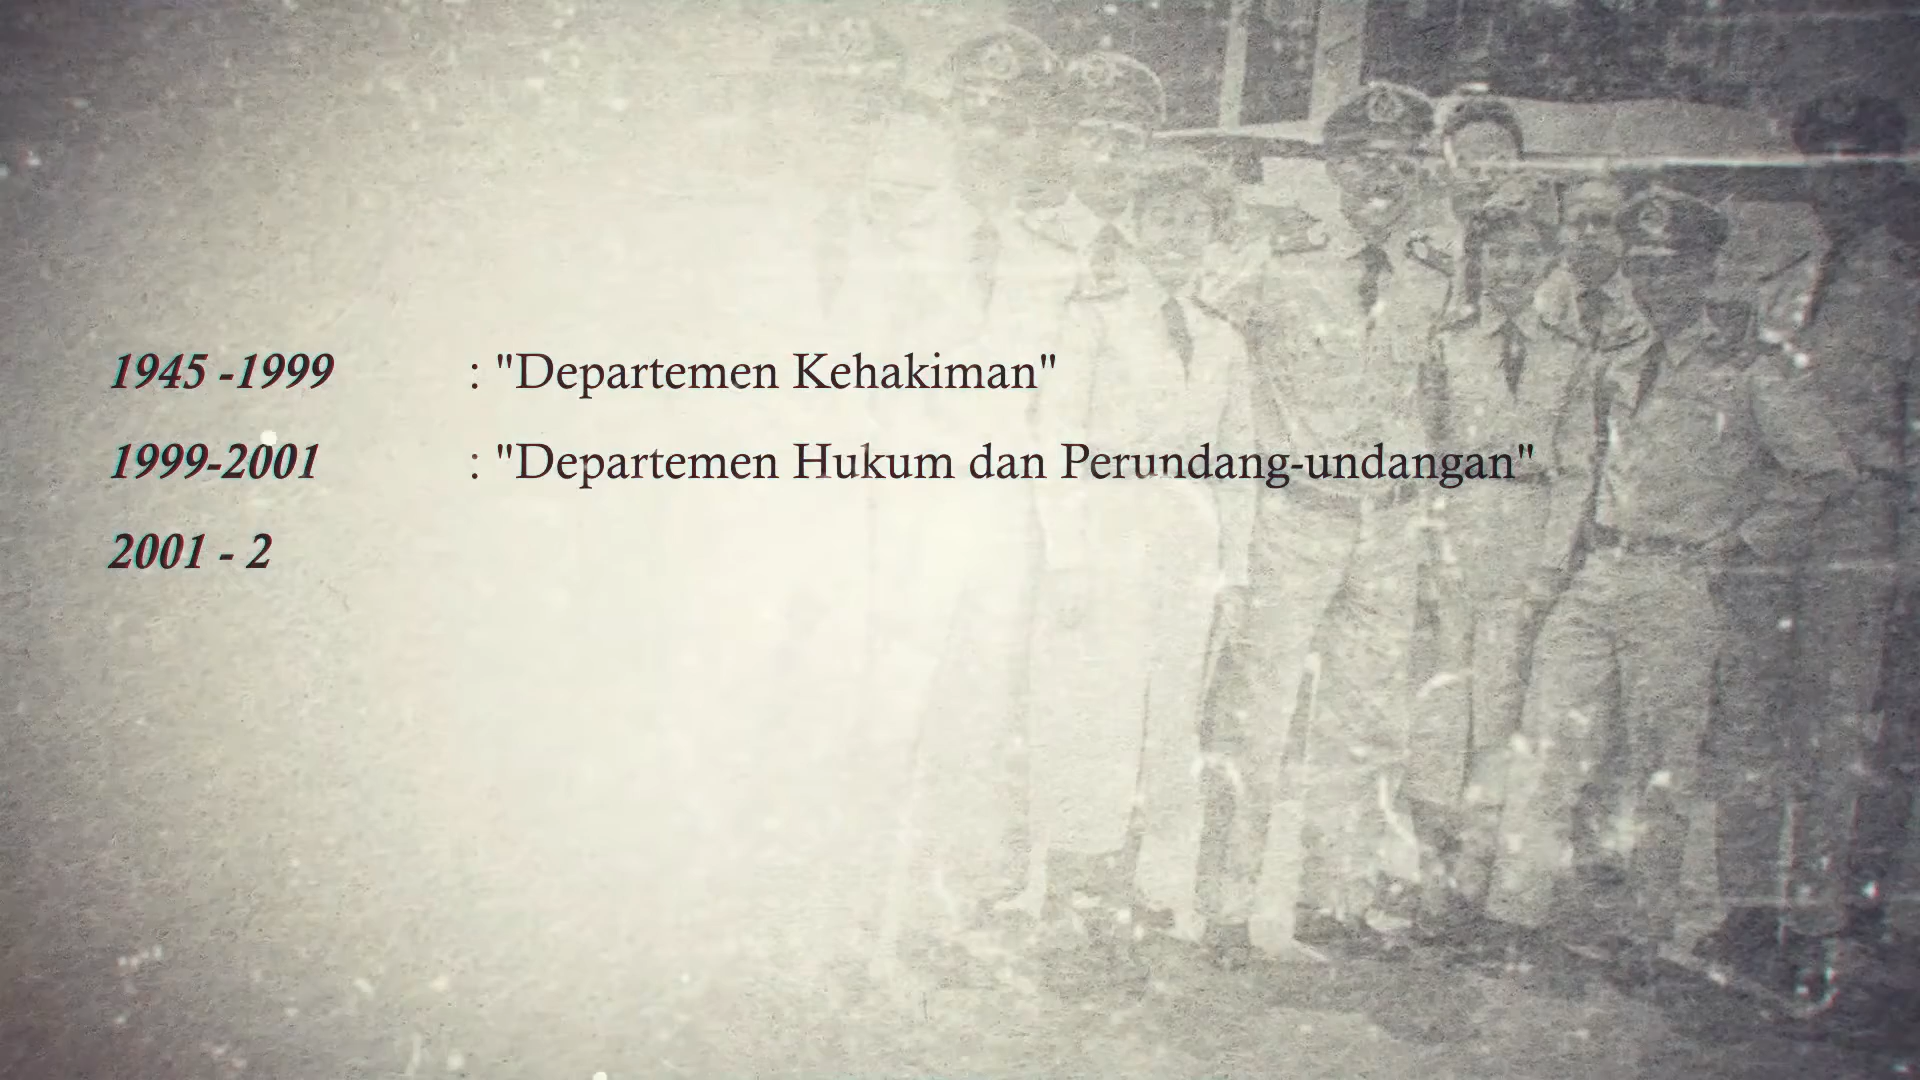 1945 -1999 : "Departemen Kehakiman"
1999-2001 : "Departemen Hukum dan Perundang-undangan"
2001 - 2